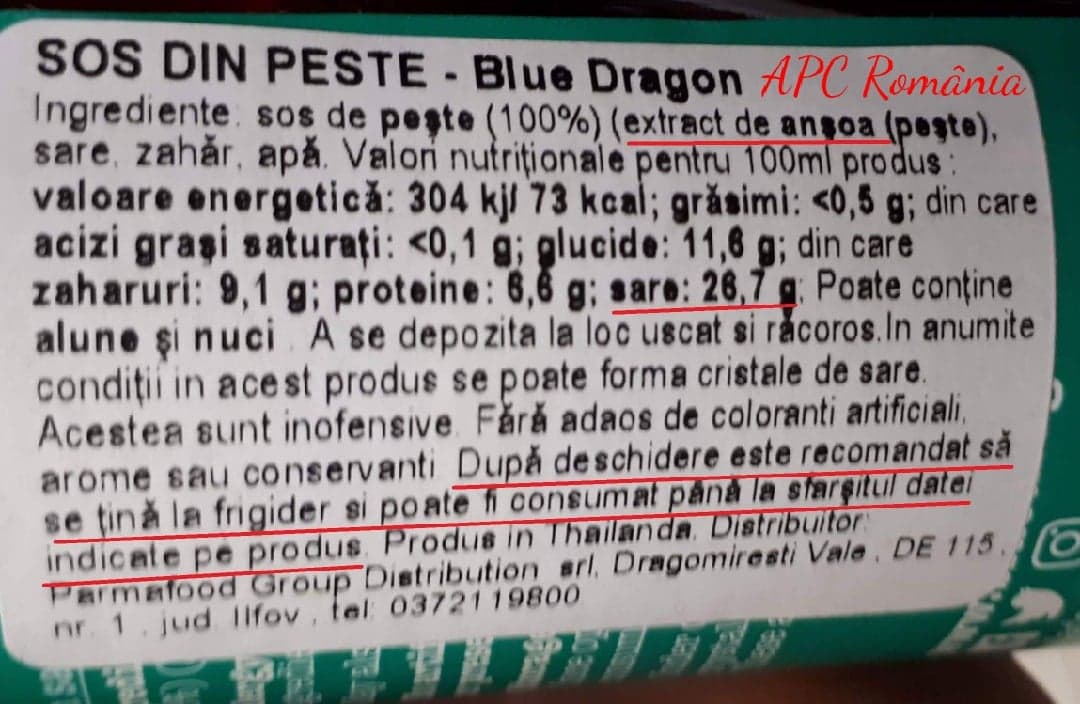 SOS DIN PESTE - Blue Dragon APC România
Ingrediente: sos de pește (100%) (extract de anșoa (pește),
sare, zahăr, apă. Valori nutriționale pentru 100ml produs :
valoare energetică: 304 kj/ 73 kcal; grăsimi: <0,5 g; din care
acizi grași saturați: <0,1 g; glucide: 11,6 g; din care
zaharuri: 9,1 g; proteine: 6,6 g; sare: 26,7 g; Poate conține
alune și nuci . A se depozita la loc uscat si răcoros.In anumite
condiții in acest produs se poate forma cristale de sare.
Acestea sunt inofensive. Fără adaos de coloranti artificiali,
arome sau conservanti. După deschidere este recomandat să
se țină la frigider si poate fi consumat până la sfarșitul datei
indicate pe produs. Produs in Thailanda. Distribuitor:
Parmafood Group Distribution srl, Dragomiresti Vale , DE 115,
nr. 1 , jud. Ilfov , tel: 0372119800